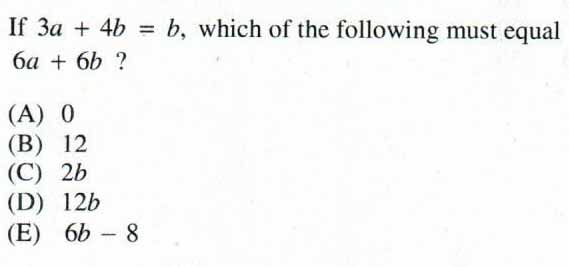 If 3a + 4b = b, which of the following must equal
6a + 6b ?
(A) 0
(B) 12
(C) 2b
(D) 12b
(E) 6b – 8